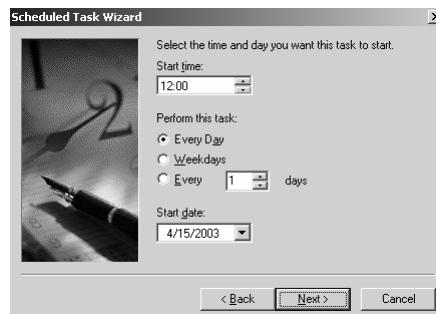 Scheduled Task Wizard
Select the time and day you want this task to start.
Start time:
12:00
Perform this task:
Every Day
Weekdays
Every 1 days
Start date:
4/15/2003
< Back Next > Cancel